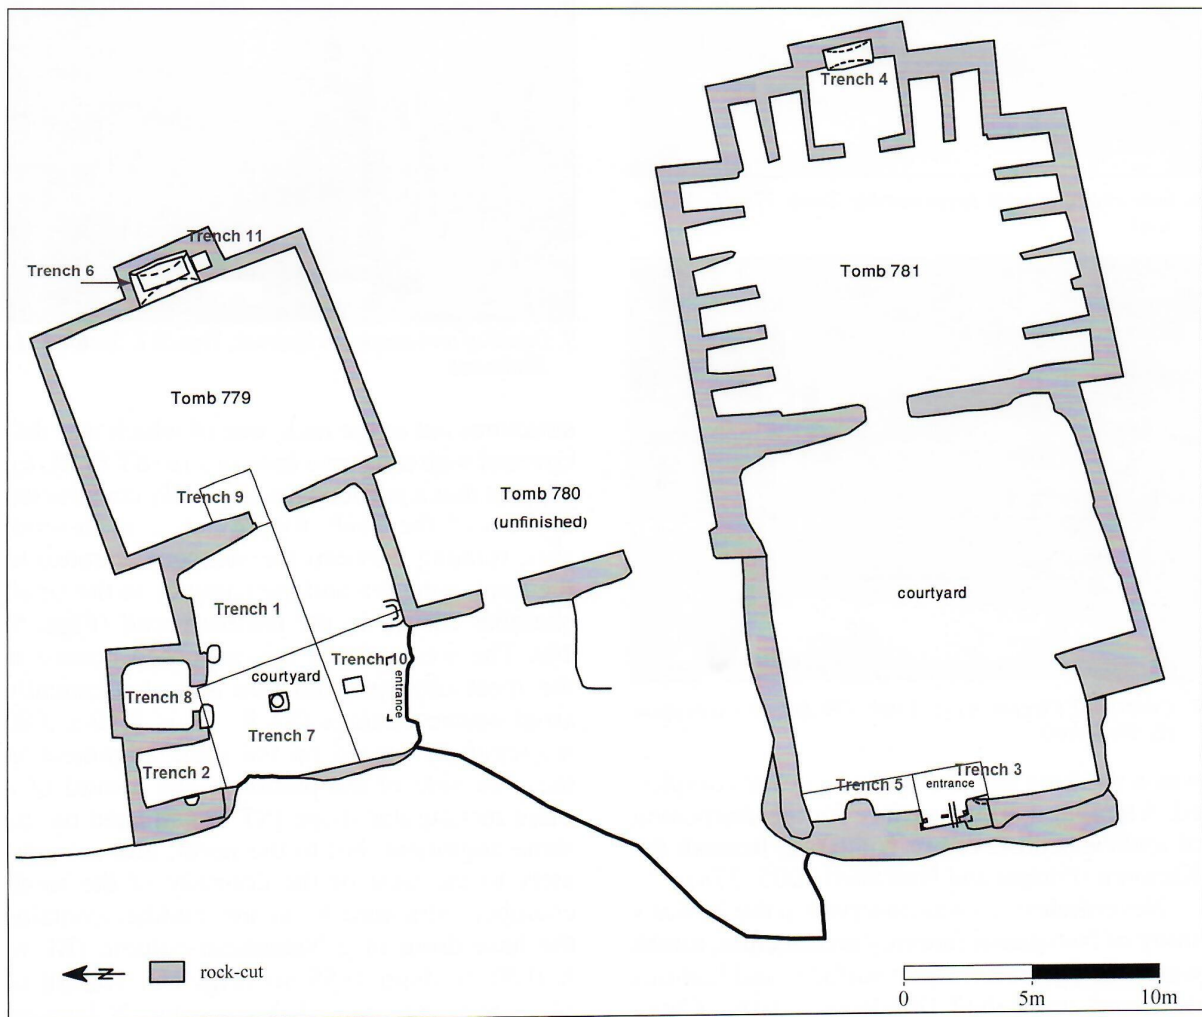 Trench 4
Trench 11
Trench 6
Tomb 781
Tomb 779
Trench 9
Tomb 780
(unfinished)
Trench 1
courtyard
Trench 10
courtyard
entrance
Trench 8
Trench 7
Trench 2
Trench 3
Trench 5
entrance
N
rock-cut
0
5m
10m